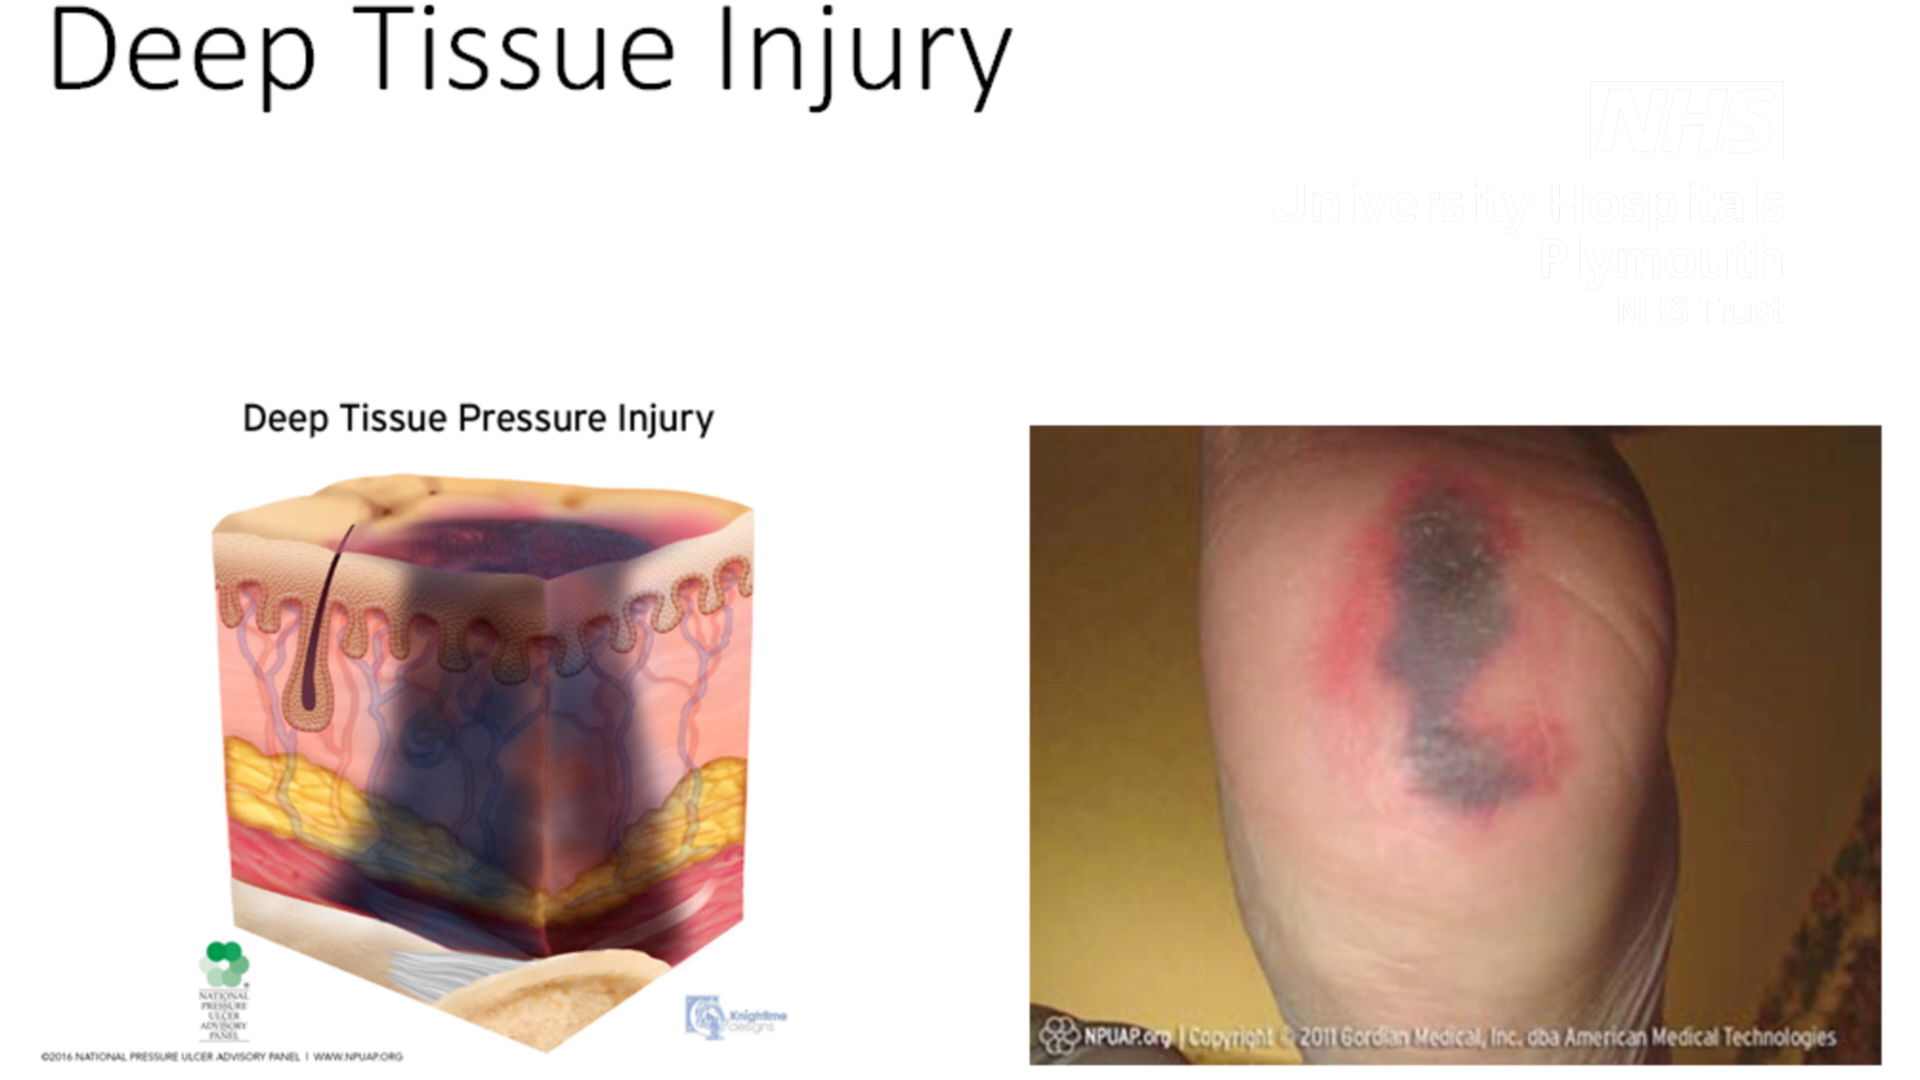 Deep Tissue Injury
NHS
University Hospitals
Plymouth
NHS Trust
Deep Tissue Pressure Injury
NATIONAL
PRESSURE
ULCER
ADVISORY
PANEL
Knightime
designs
©2016 NATIONAL PRESSURE ULCER ADVISORY PANEL | WWW.NPUAP.ORG
NPUAP.org | Copyright © 2011 Gordian Medical, Inc. dba American Medical Technologies